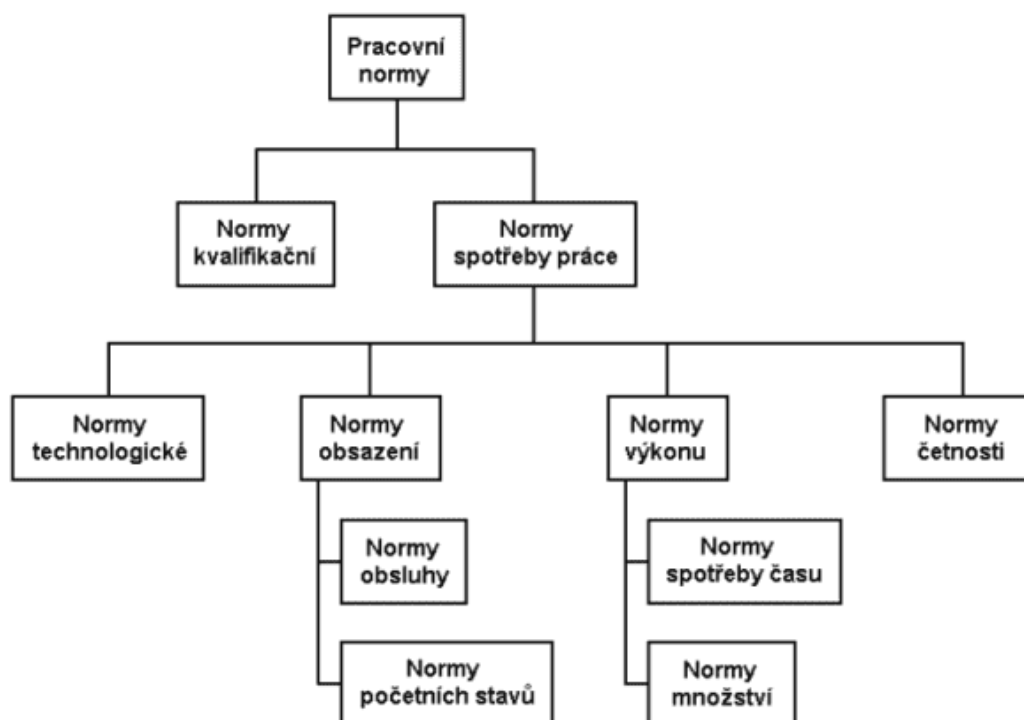 Pracovní
normy
Normy
kvalifikační
Normy
spotřeby práce
Normy
technologické
Normy
obsazení
Normy
výkonu
Normy
četnosti
Normy
obsluhy
Normy
spotřeby času
Normy
početních stavů
Normy
množství